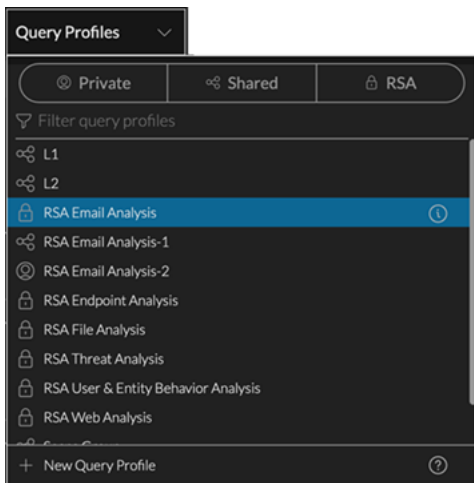 Query Profiles
Private
Shared
RSA
Filter query profiles
L1
L2
RSA Email Analysis
RSA Email Analysis-1
RSA Email Analysis-2
RSA Endpoint Analysis
RSA File Analysis
RSA Threat Analysis
RSA User & Entity Behavior Analysis
RSA Web Analysis
New Query Profile